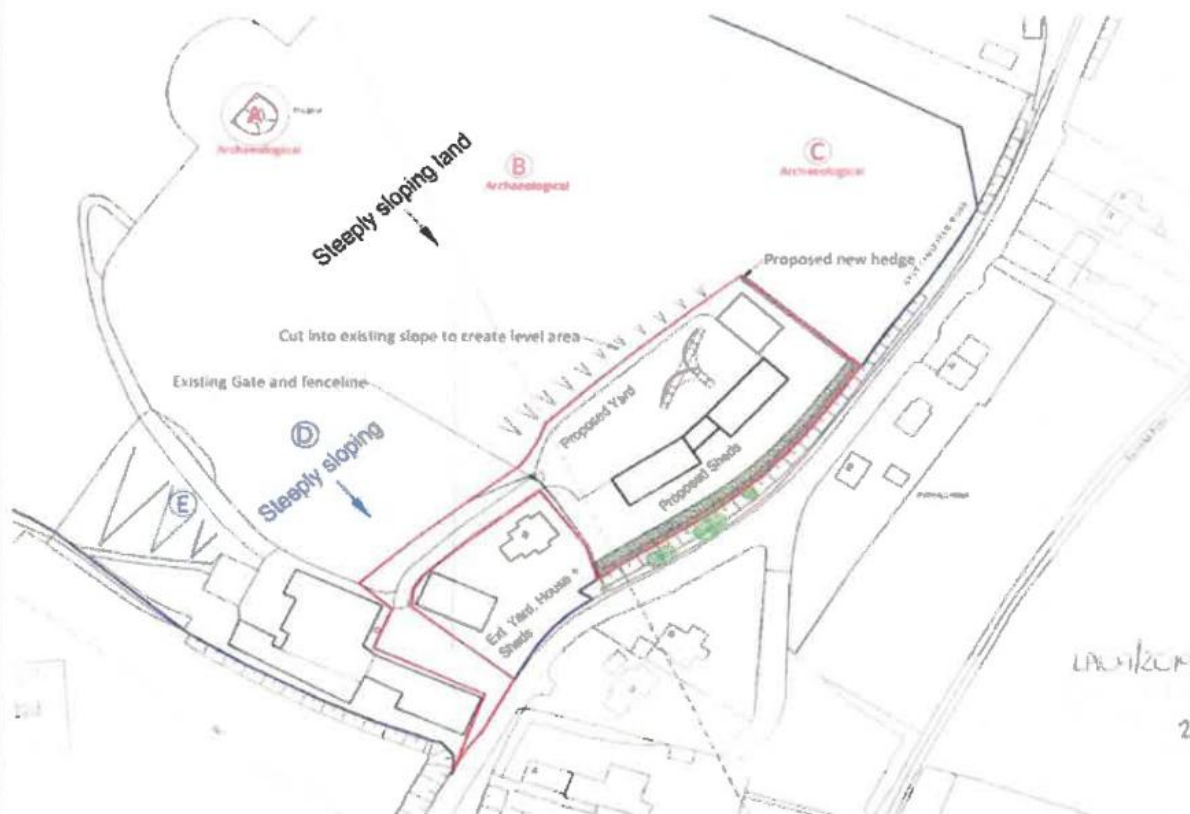 A
Archaeological
B
Archaeological
C
Archaeological
Steeply sloping land
Proposed new hedge
Cut into existing slope to create level area
Existing Gate and fenceline
Proposed Yard
D
Steeply sloping
Proposed Sheds
E
Ext Yard, House +
Sheds
2